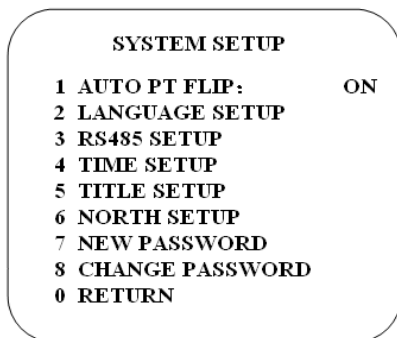 SYSTEM SETUP
1 AUTO PT FLIP: ON
2 LANGUAGE SETUP
3 RS485 SETUP
4 TIME SETUP
5 TITLE SETUP
6 NORTH SETUP
7 NEW PASSWORD
8 CHANGE PASSWORD
0 RETURN